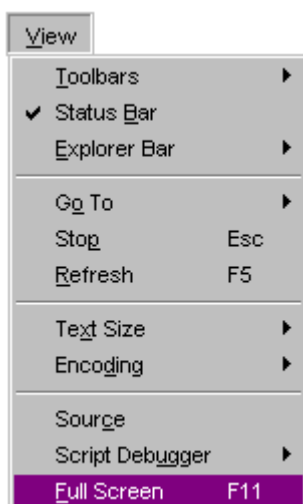 View
Toolbars
Status Bar
Explorer Bar
Go To
Stop Esc
Refresh F5
Text Size
Encoding
Source
Script Debugger
Full Screen F11